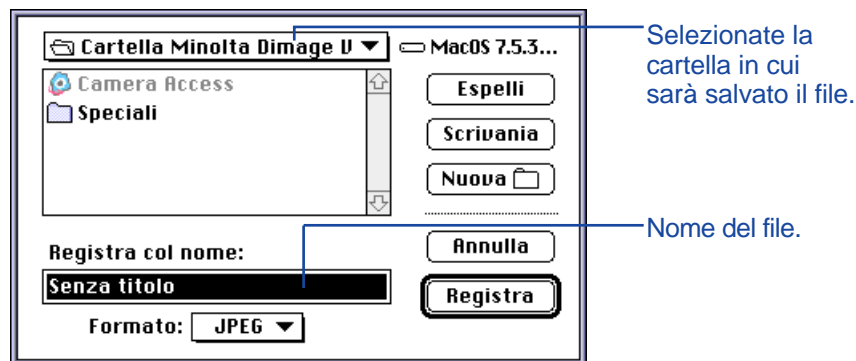 Cartella Minolta Dimage V
MacOS 7.5.3...
Camera Access
Speciali
Espelli
Scrivania
Nuova
Annulla
Registra
Registra col nome:
Senza titolo
Formato: JPEG
Selezionate la
cartella in cui
sarà salvato il file.
Nome del file.